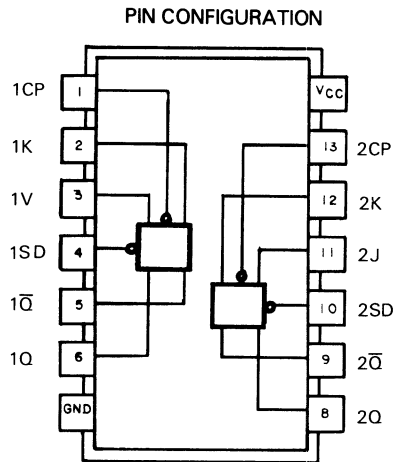 PIN CONFIGURATION
1CP 1
1K 2
1V 3
1SD 4
1Q̅ 5
1Q 6
GND
VCC
13 2CP
12 2K
11 2J
10 2SD
9 2Q̅
8 2Q